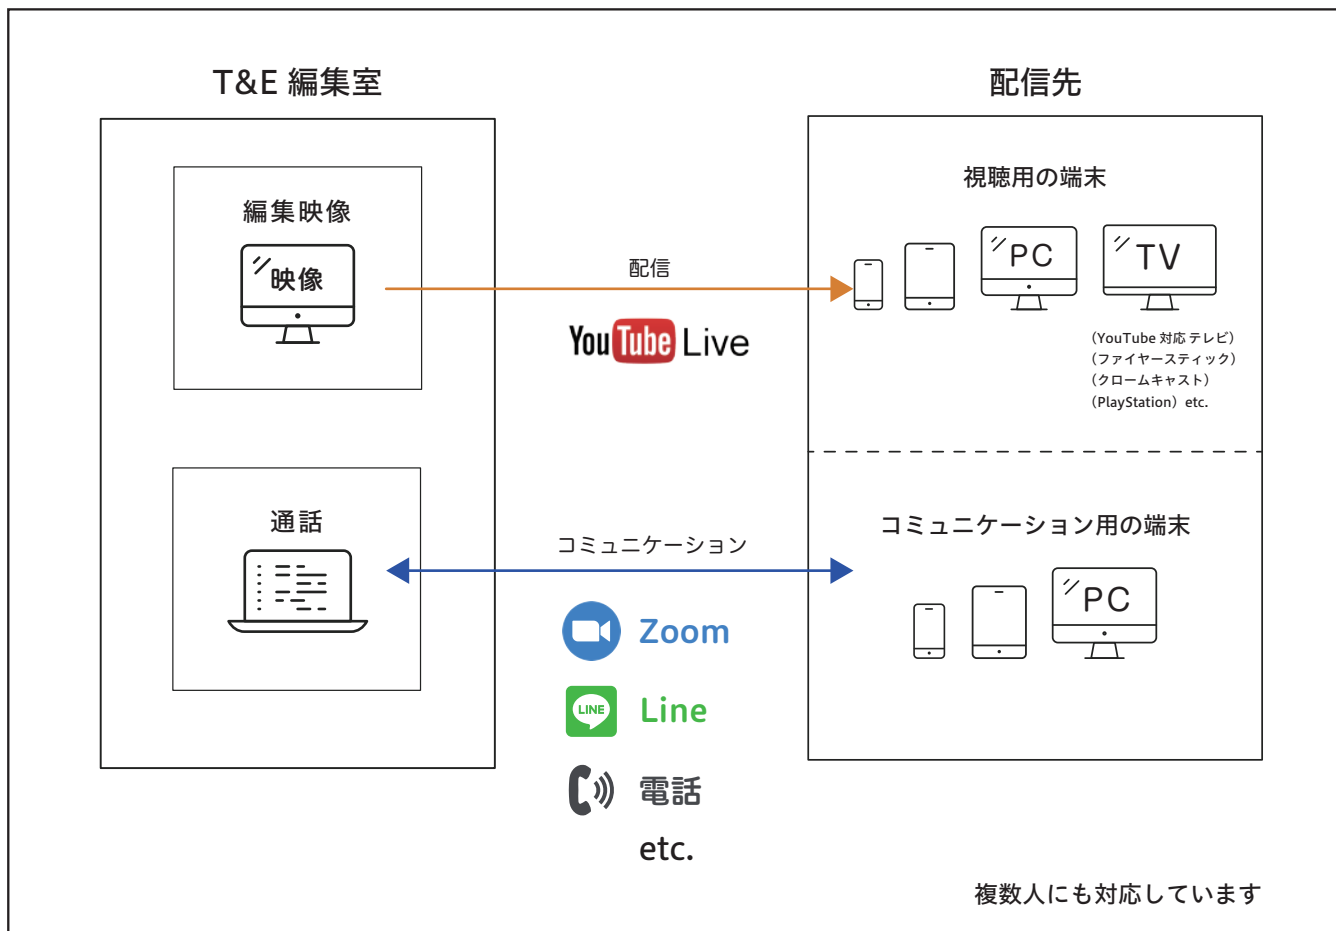 T&E 編集室
編集映像
映像
通話
配信
YouTube Live
コミュニケーション
Zoom
LINE
Line
電話
etc.
配信先
視聴用の端末
PC
TV
（YouTube 対応 テレビ）
（ファイヤースティック）
（クロームキャスト）
（PlayStation）etc.
コミュニケーション用の端末
PC
複数人にも対応しています